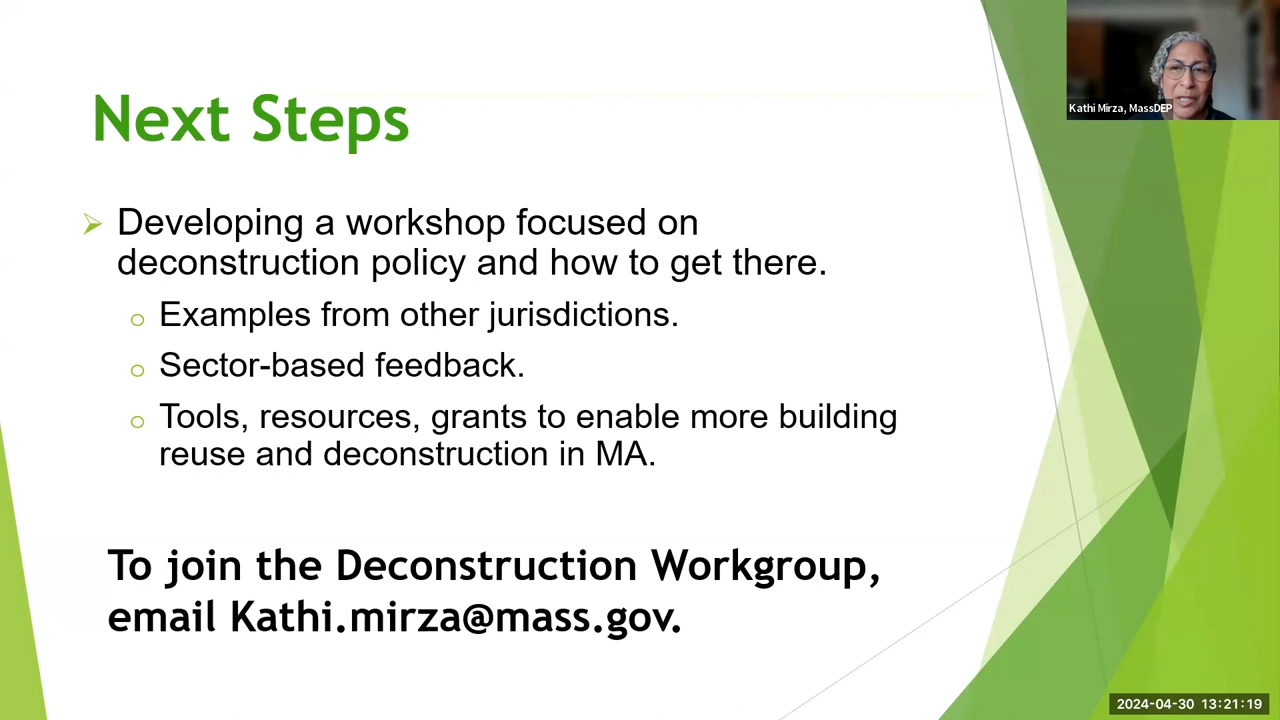 Kathi Mirza, MassDEP
Next Steps
Developing a workshop focused on
deconstruction policy and how to get there.
Examples from other jurisdictions.
Sector-based feedback.
Tools, resources, grants to enable more building
reuse and deconstruction in MA.
To join the Deconstruction Workgroup,
email Kathi.mirza@mass.gov.
2024-04-30 13:21:19